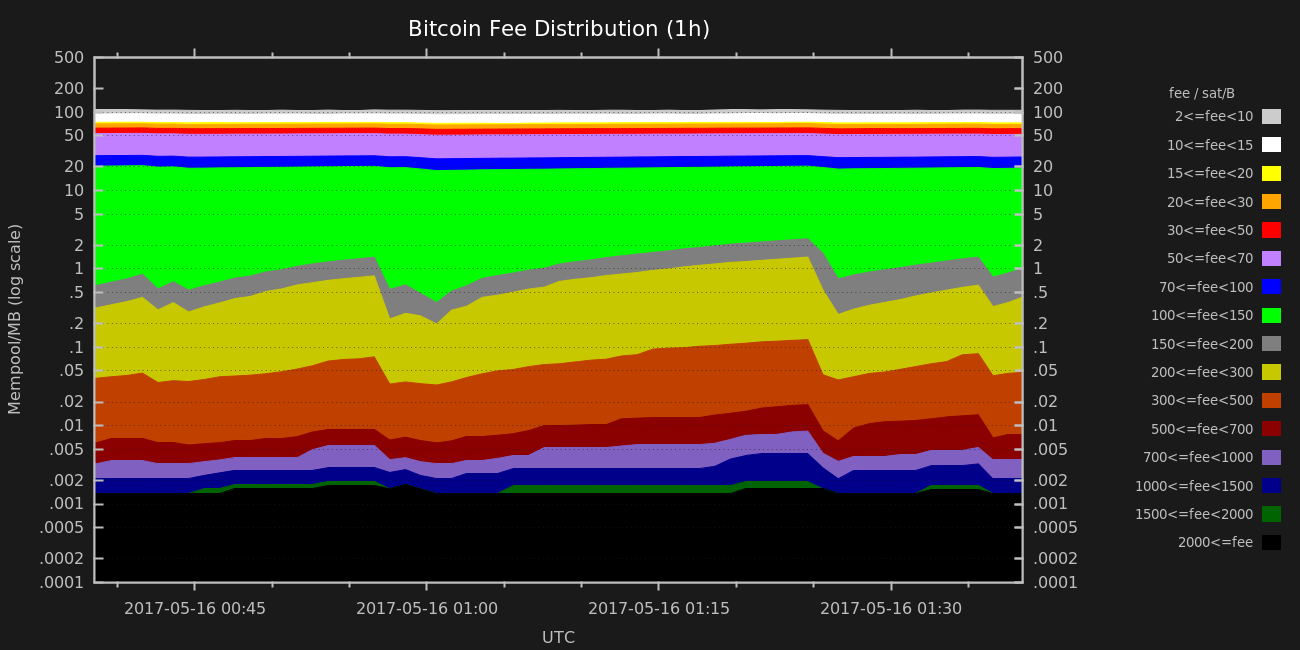 Bitcoin Fee Distribution (1h)
500
200
100
50
20
10
5
2
1
.5
.2
.1
.05
.02
.01
.005
.002
.001
.0005
.0002
.0001
Mempool/MB (log scale)
500
200
100
50
20
10
5
2
1
.5
.2
.1
.05
.02
.01
.005
.002
.001
.0005
.0002
.0001
2017-05-16 00:45
2017-05-16 01:00
2017-05-16 01:15
2017-05-16 01:30
UTC
fee / sat/B
2<=fee<10
10<=fee<15
15<=fee<20
20<=fee<30
30<=fee<50
50<=fee<70
70<=fee<100
100<=fee<150
150<=fee<200
200<=fee<300
300<=fee<500
500<=fee<700
700<=fee<1000
1000<=fee<1500
1500<=fee<2000
2000<=fee